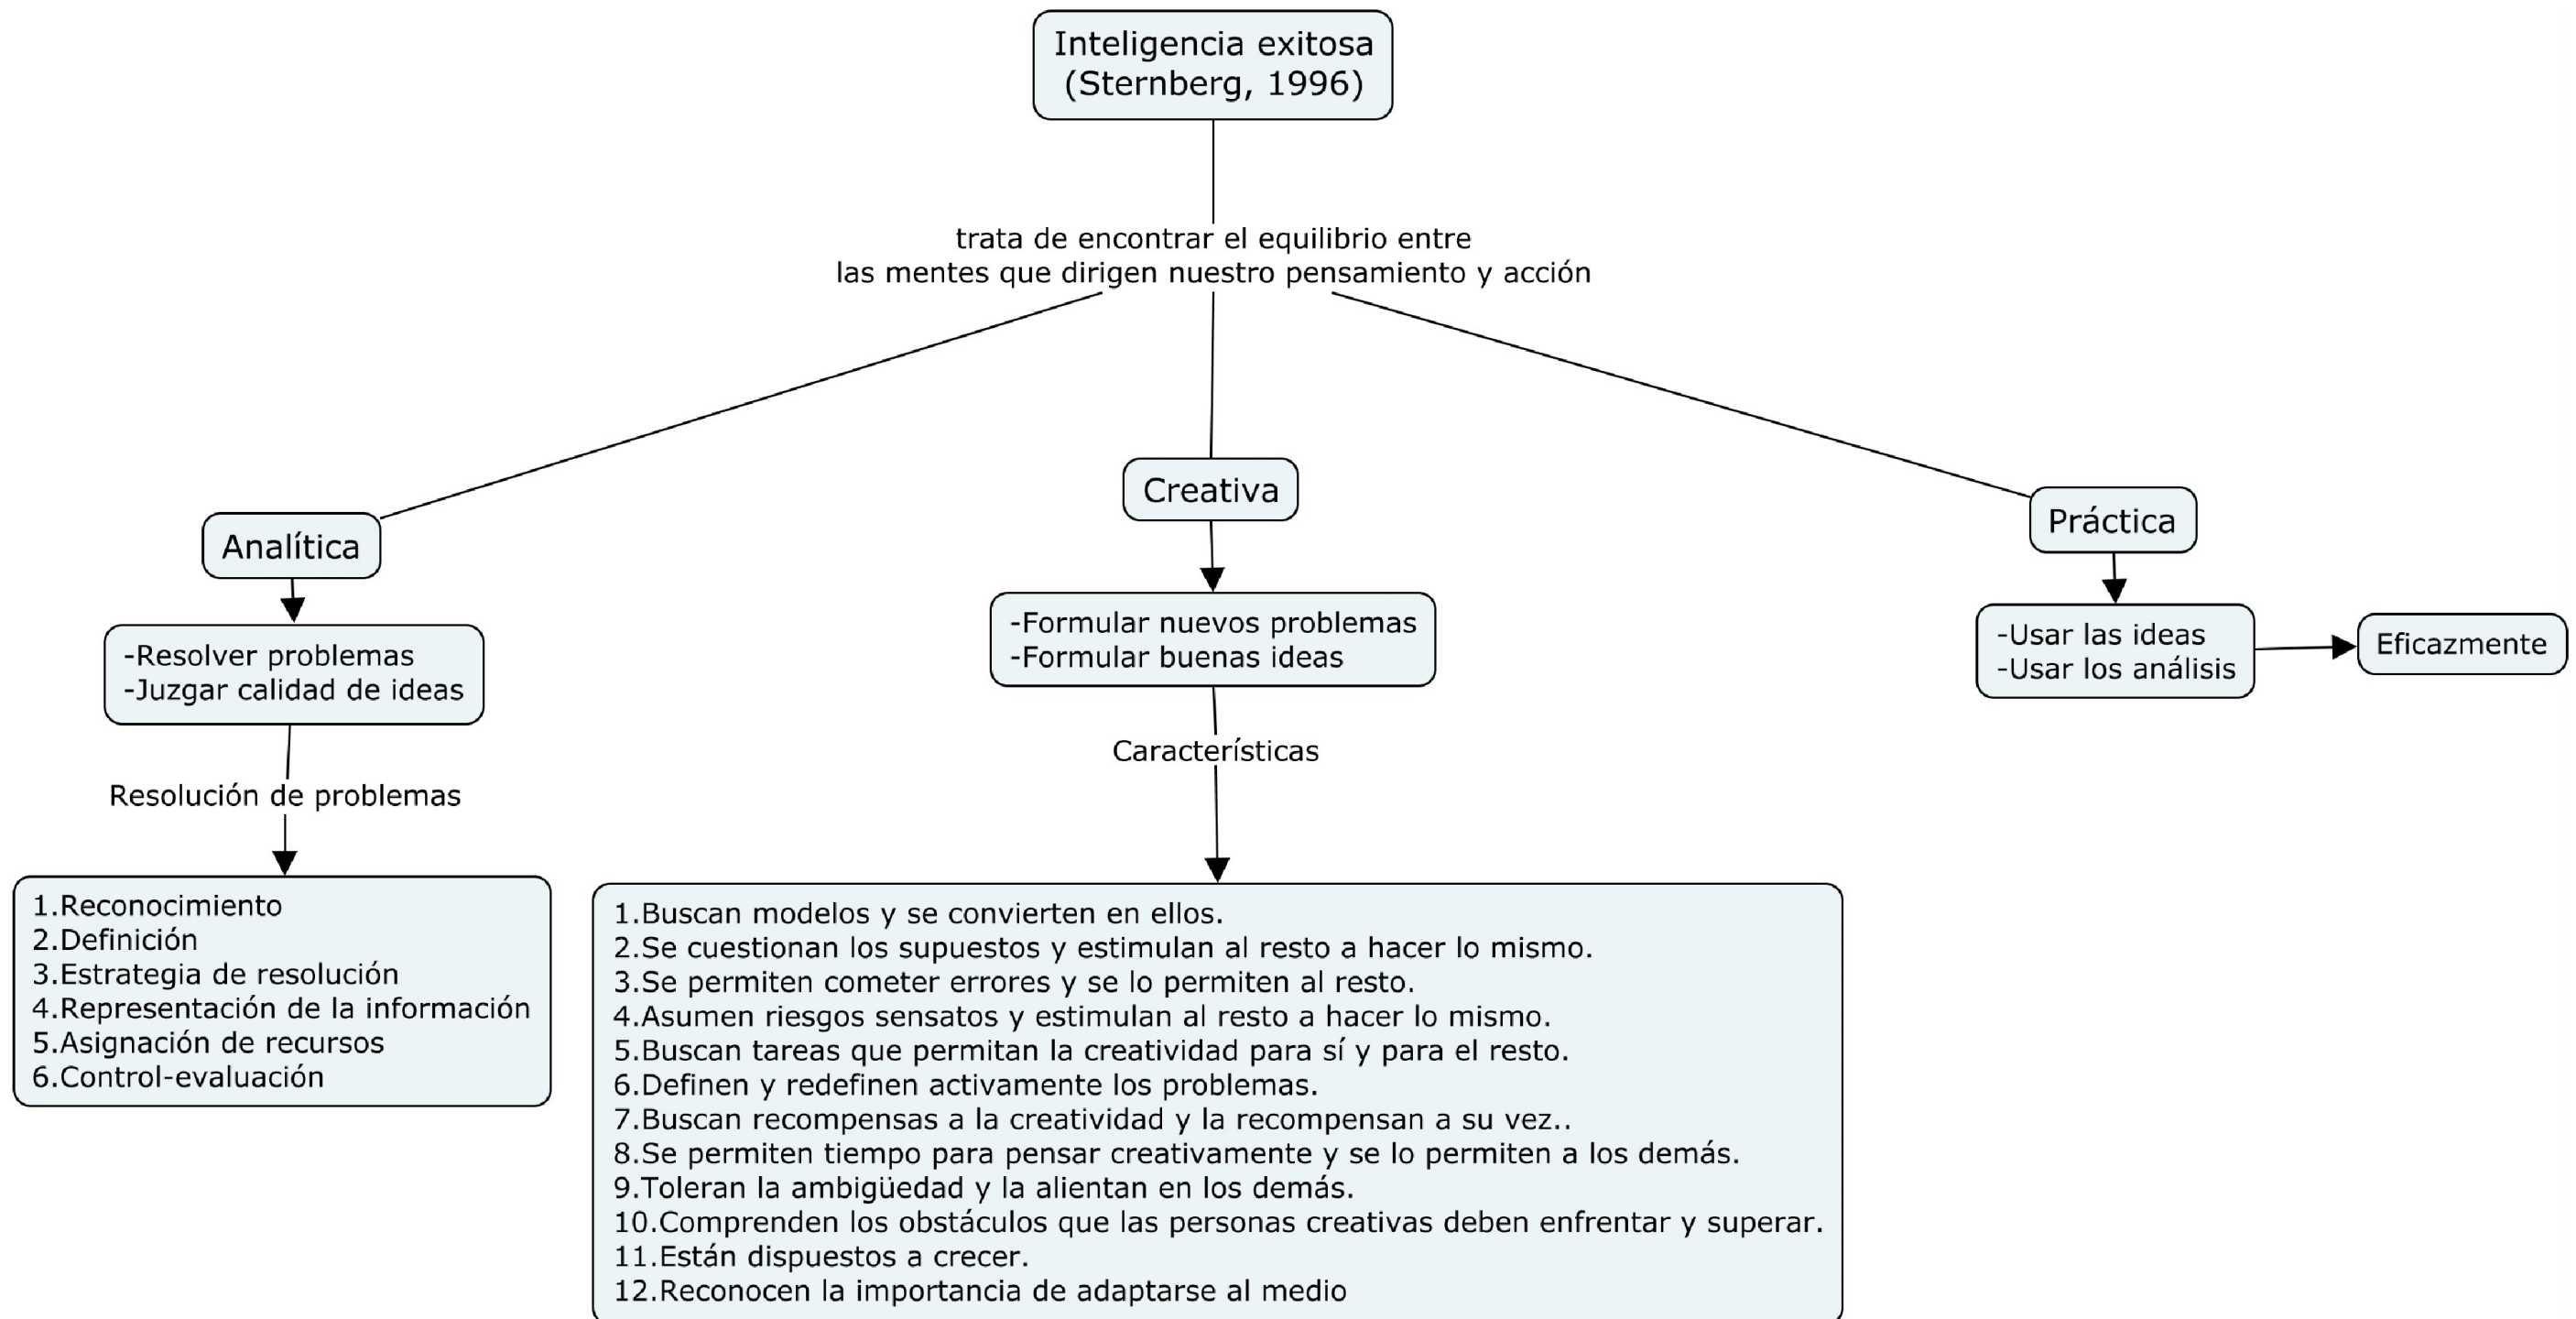 Inteligencia exitosa
(Sternberg, 1996)
trata de encontrar el equilibrio entre
las mentes que dirigen nuestro pensamiento y acción
Analítica
-Resolver problemas
-Juzgar calidad de ideas
Resolución de problemas
1.Reconocimiento
2.Definición
3.Estrategia de resolución
4.Representación de la información
5.Asignación de recursos
6.Control-evaluación
Creativa
-Formular nuevos problemas
-Formular buenas ideas
Características
1.Buscan modelos y se convierten en ellos.
2.Se cuestionan los supuestos y estimulan al resto a hacer lo mismo.
3.Se permiten cometer errores y se lo permiten al resto.
4.Asumen riesgos sensatos y estimulan al resto a hacer lo mismo.
5.Buscan tareas que permitan la creatividad para sí y para el resto.
6.Definen y redefinen activamente los problemas.
7.Buscan recompensas a la creatividad y la recompensan a su vez..
8.Se permiten tiempo para pensar creativamente y se lo permiten a los demás.
9.Toleran la ambigüedad y la alientan en los demás.
10.Comprenden los obstáculos que las personas creativas deben enfrentar y superar.
11.Están dispuestos a crecer.
12.Reconocen la importancia de adaptarse al medio
Práctica
-Usar las ideas
-Usar los análisis
Eficazmente